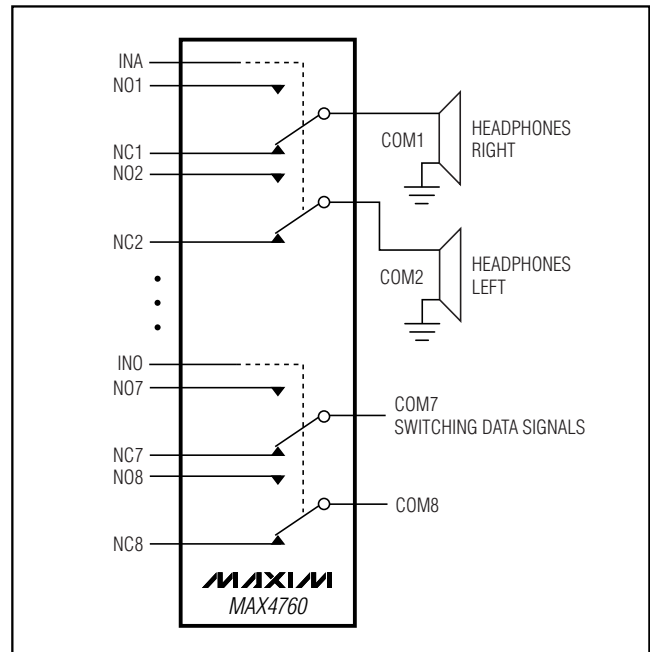 INA
NO1
NC1
NO2
NC2
INO
NO7
NC7
NO8
NC8
COM1
HEADPHONES
RIGHT
COM2
HEADPHONES
LEFT
COM7
SWITCHING DATA SIGNALS
COM8
MAXIM
MAX4760